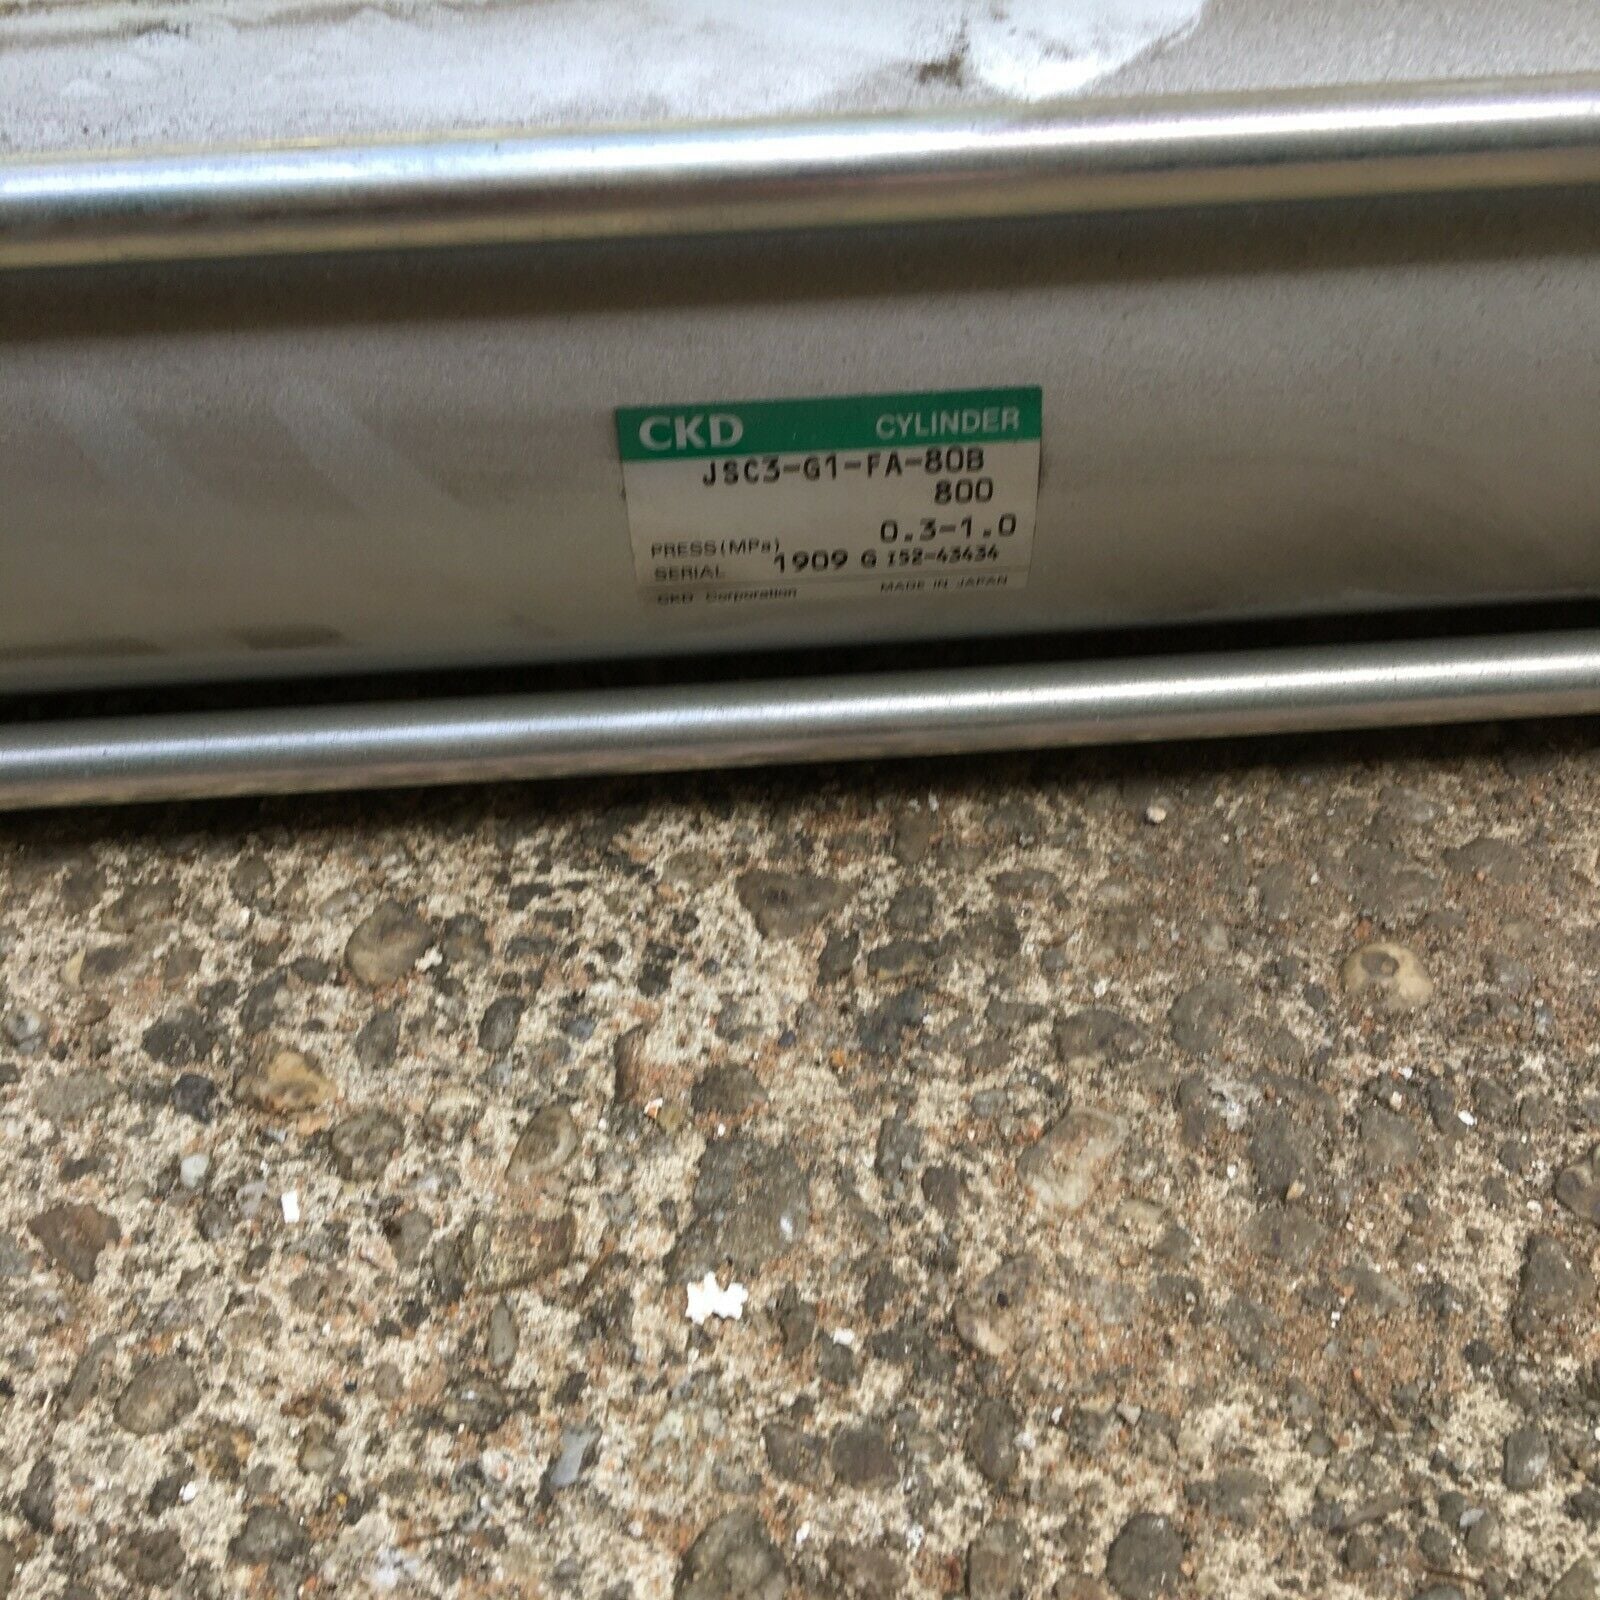 CKD CYLINDER
JSC3-G1-FA-80B
800
PRESS(MPa) 0.3-1.0
SERIAL 1909 G I52-43434
CKD Corporation MADE IN JAPAN